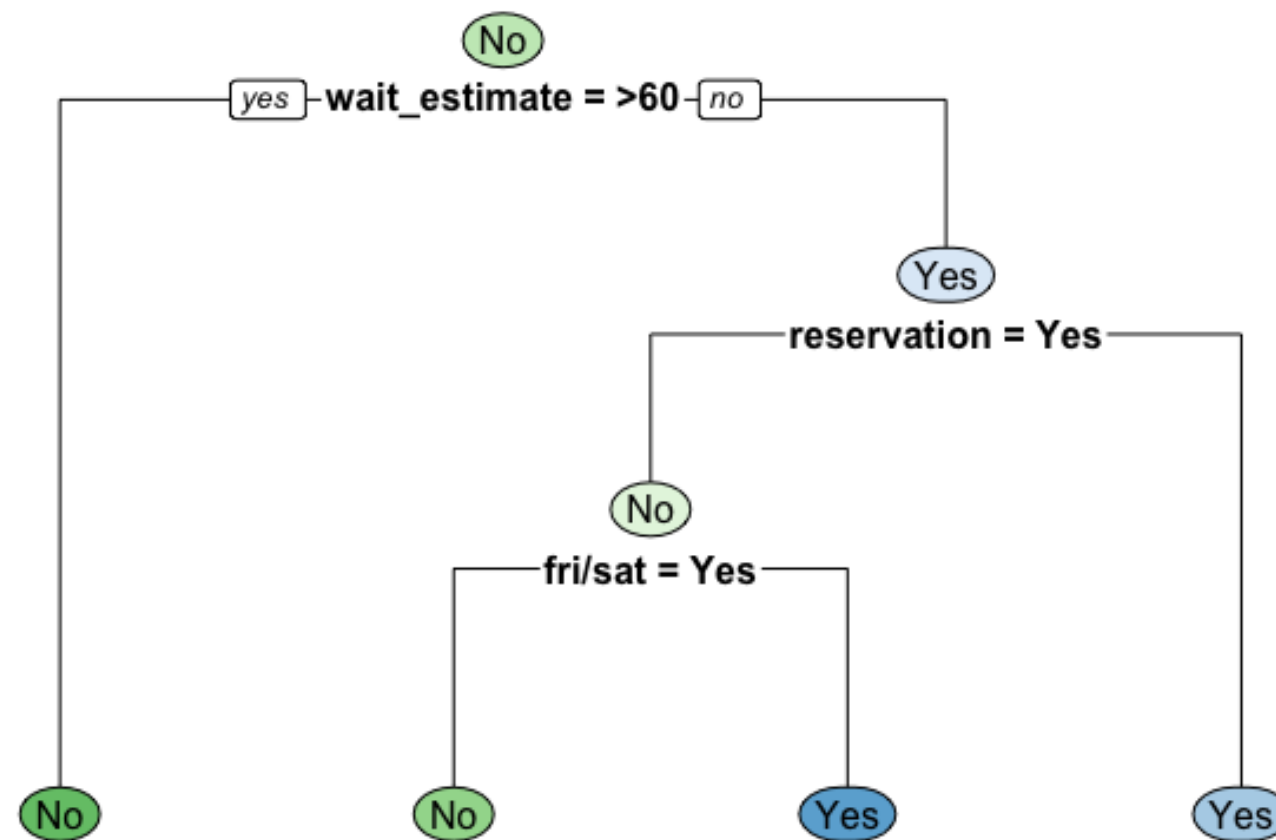 No
yes wait_estimate = >60 no
Yes
reservation = Yes
No
fri/sat = Yes
No No Yes Yes